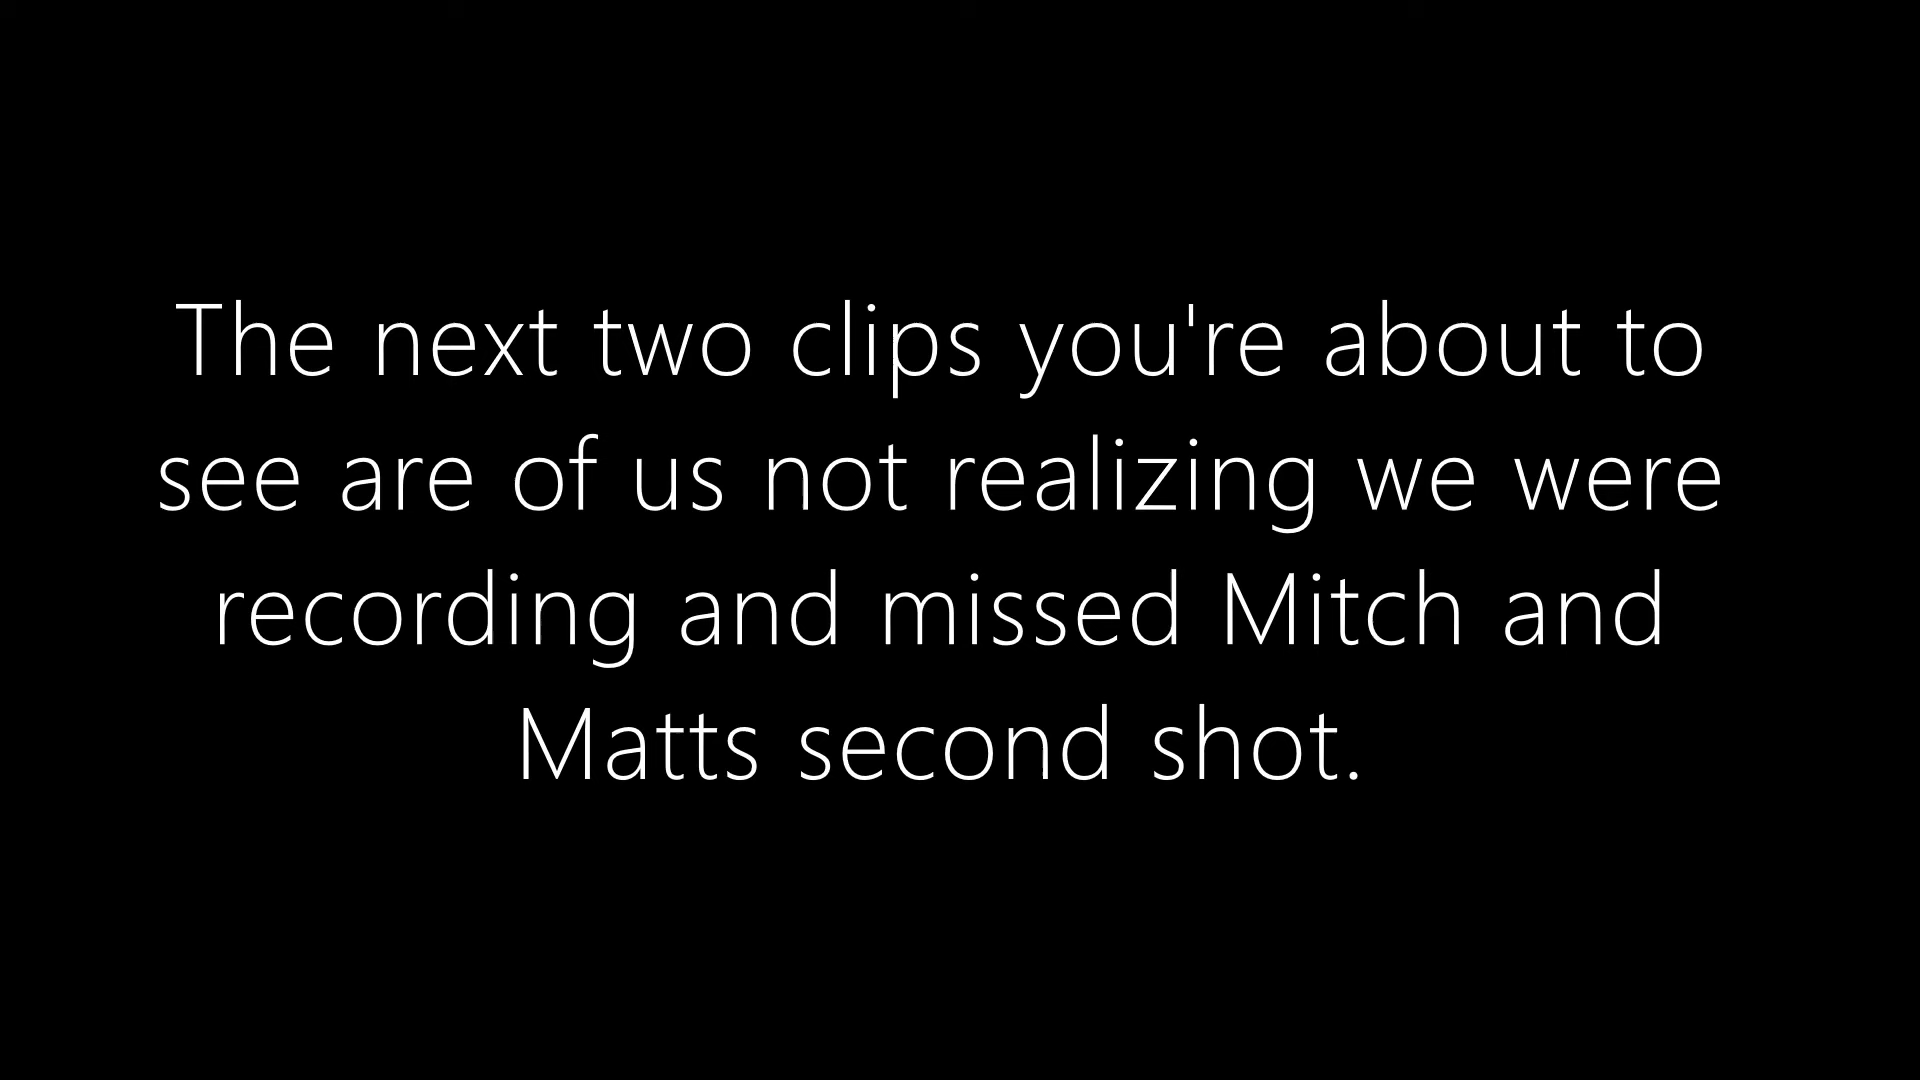 The next two clips you're about to
see are of us not realizing we were
recording and missed Mitch and
Matts second shot.